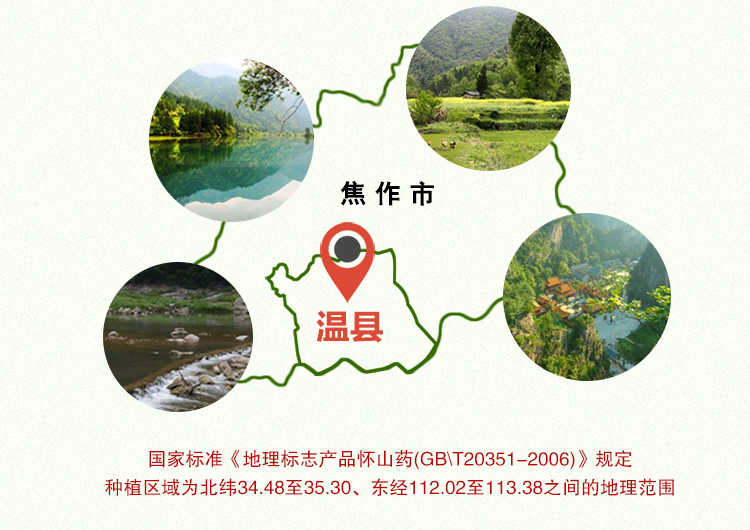 焦作市
温县
国家标准《地理标志产品怀山药(GB\T20351-2006)》规定
种植区域为北纬34.48至35.30、东经112.02至113.38之间的地理范围